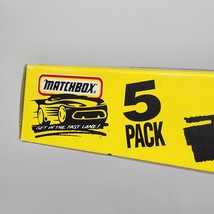 MATCHBOX
GET IN THE FAST LANE!
5
PACK